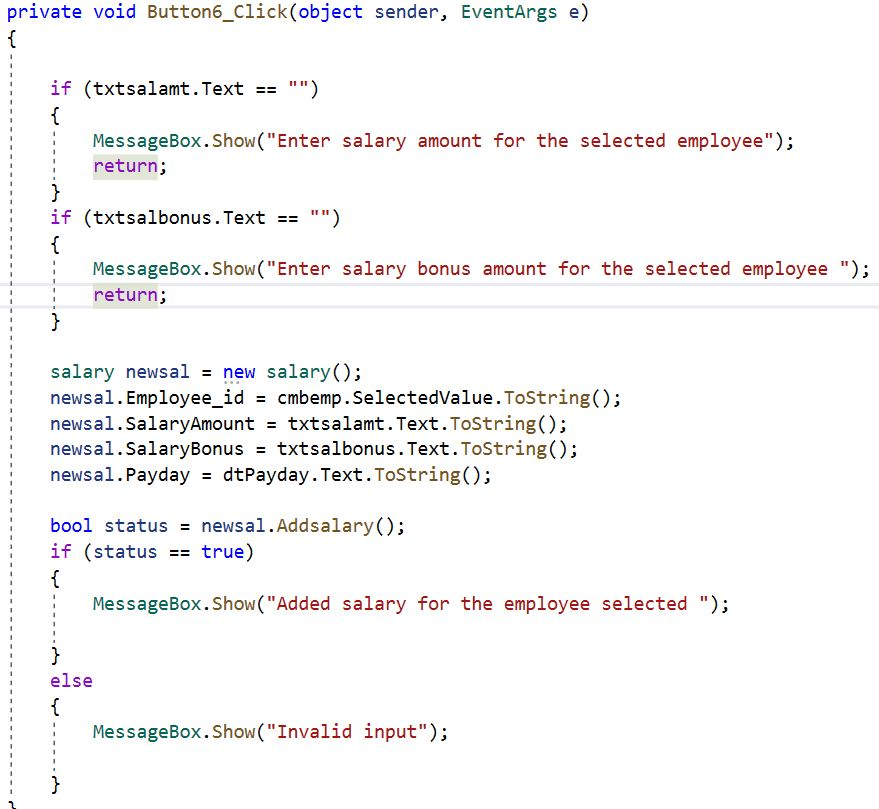 private void Button6_Click(object sender, EventArgs e)
{
if (txtsalamt.Text == "")
{
MessageBox.Show("Enter salary amount for the selected employee");
return;
}
if (txtsalbonus.Text == "")
{
MessageBox.Show("Enter salary bonus amount for the selected employee ");
return;
}
salary newsal = new salary();
newsal.Employee_id = cmbemp.SelectedValue.ToString();
newsal.SalaryAmount = txtsalamt.Text.ToString();
newsal.SalaryBonus = txtsalbonus.Text.ToString();
newsal.Payday = dtPayday.Text.ToString();
bool status = newsal.Addsalary();
if (status == true)
{
MessageBox.Show("Added salary for the employee selected ");
}
else
{
MessageBox.Show("Invalid input");
}
}